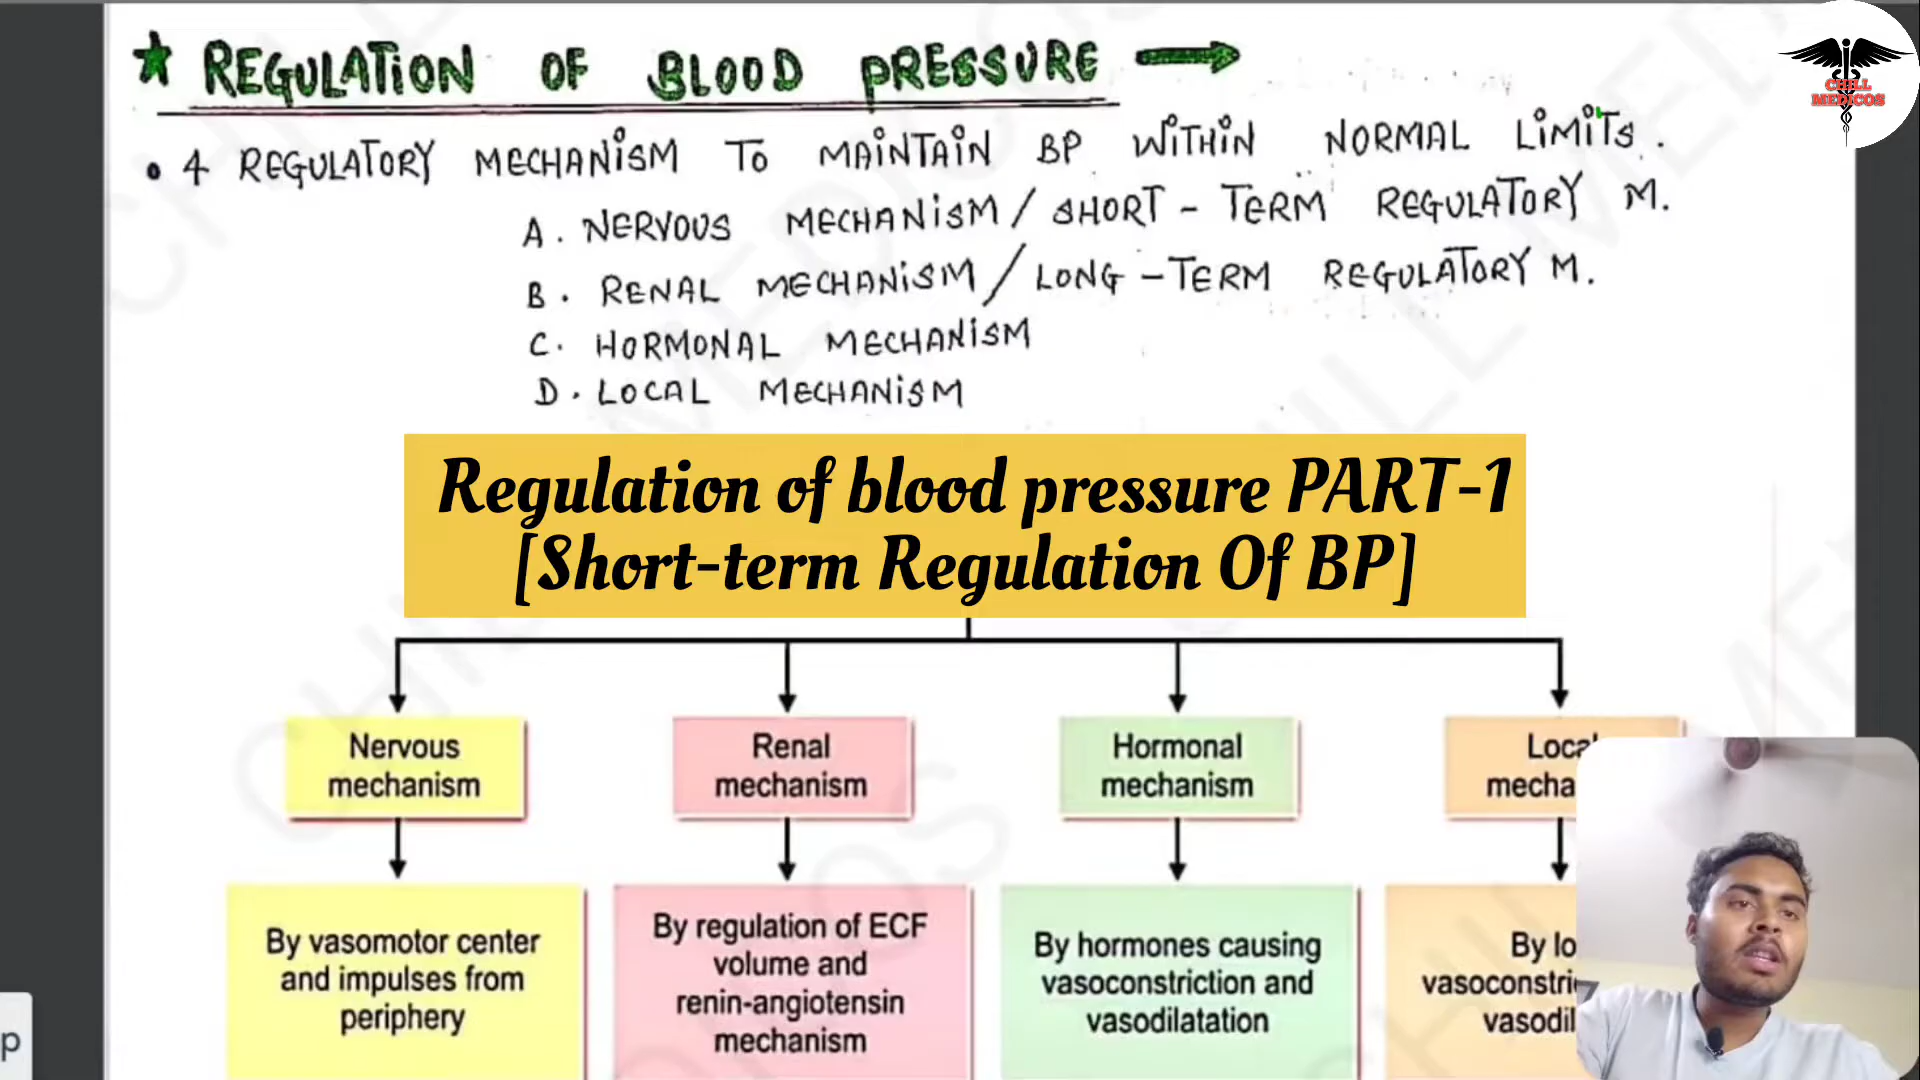 ★ REGULATION OF BLOOD PRESSURE →
CHILL
MEDICOS
• 4 REGULATORY MECHANISM TO MAINTAIN BP WITHIN NORMAL LIMITS.
A. NERVOUS MECHANISM / SHORT - TERM REGULATORY M.
B. RENAL MECHANISM / LONG - TERM REGULATORY M.
C. HORMONAL MECHANISM
D. LOCAL MECHANISM
Regulation of blood pressure PART-1
[Short-term Regulation Of BP]
Nervous
mechanism
Renal
mechanism
Hormonal
mechanism
By vasomotor center
and impulses from
periphery
By regulation of ECF
volume and
renin-angiotensin
mechanism
By hormones causing
vasoconstriction and
vasodilatation
By
p